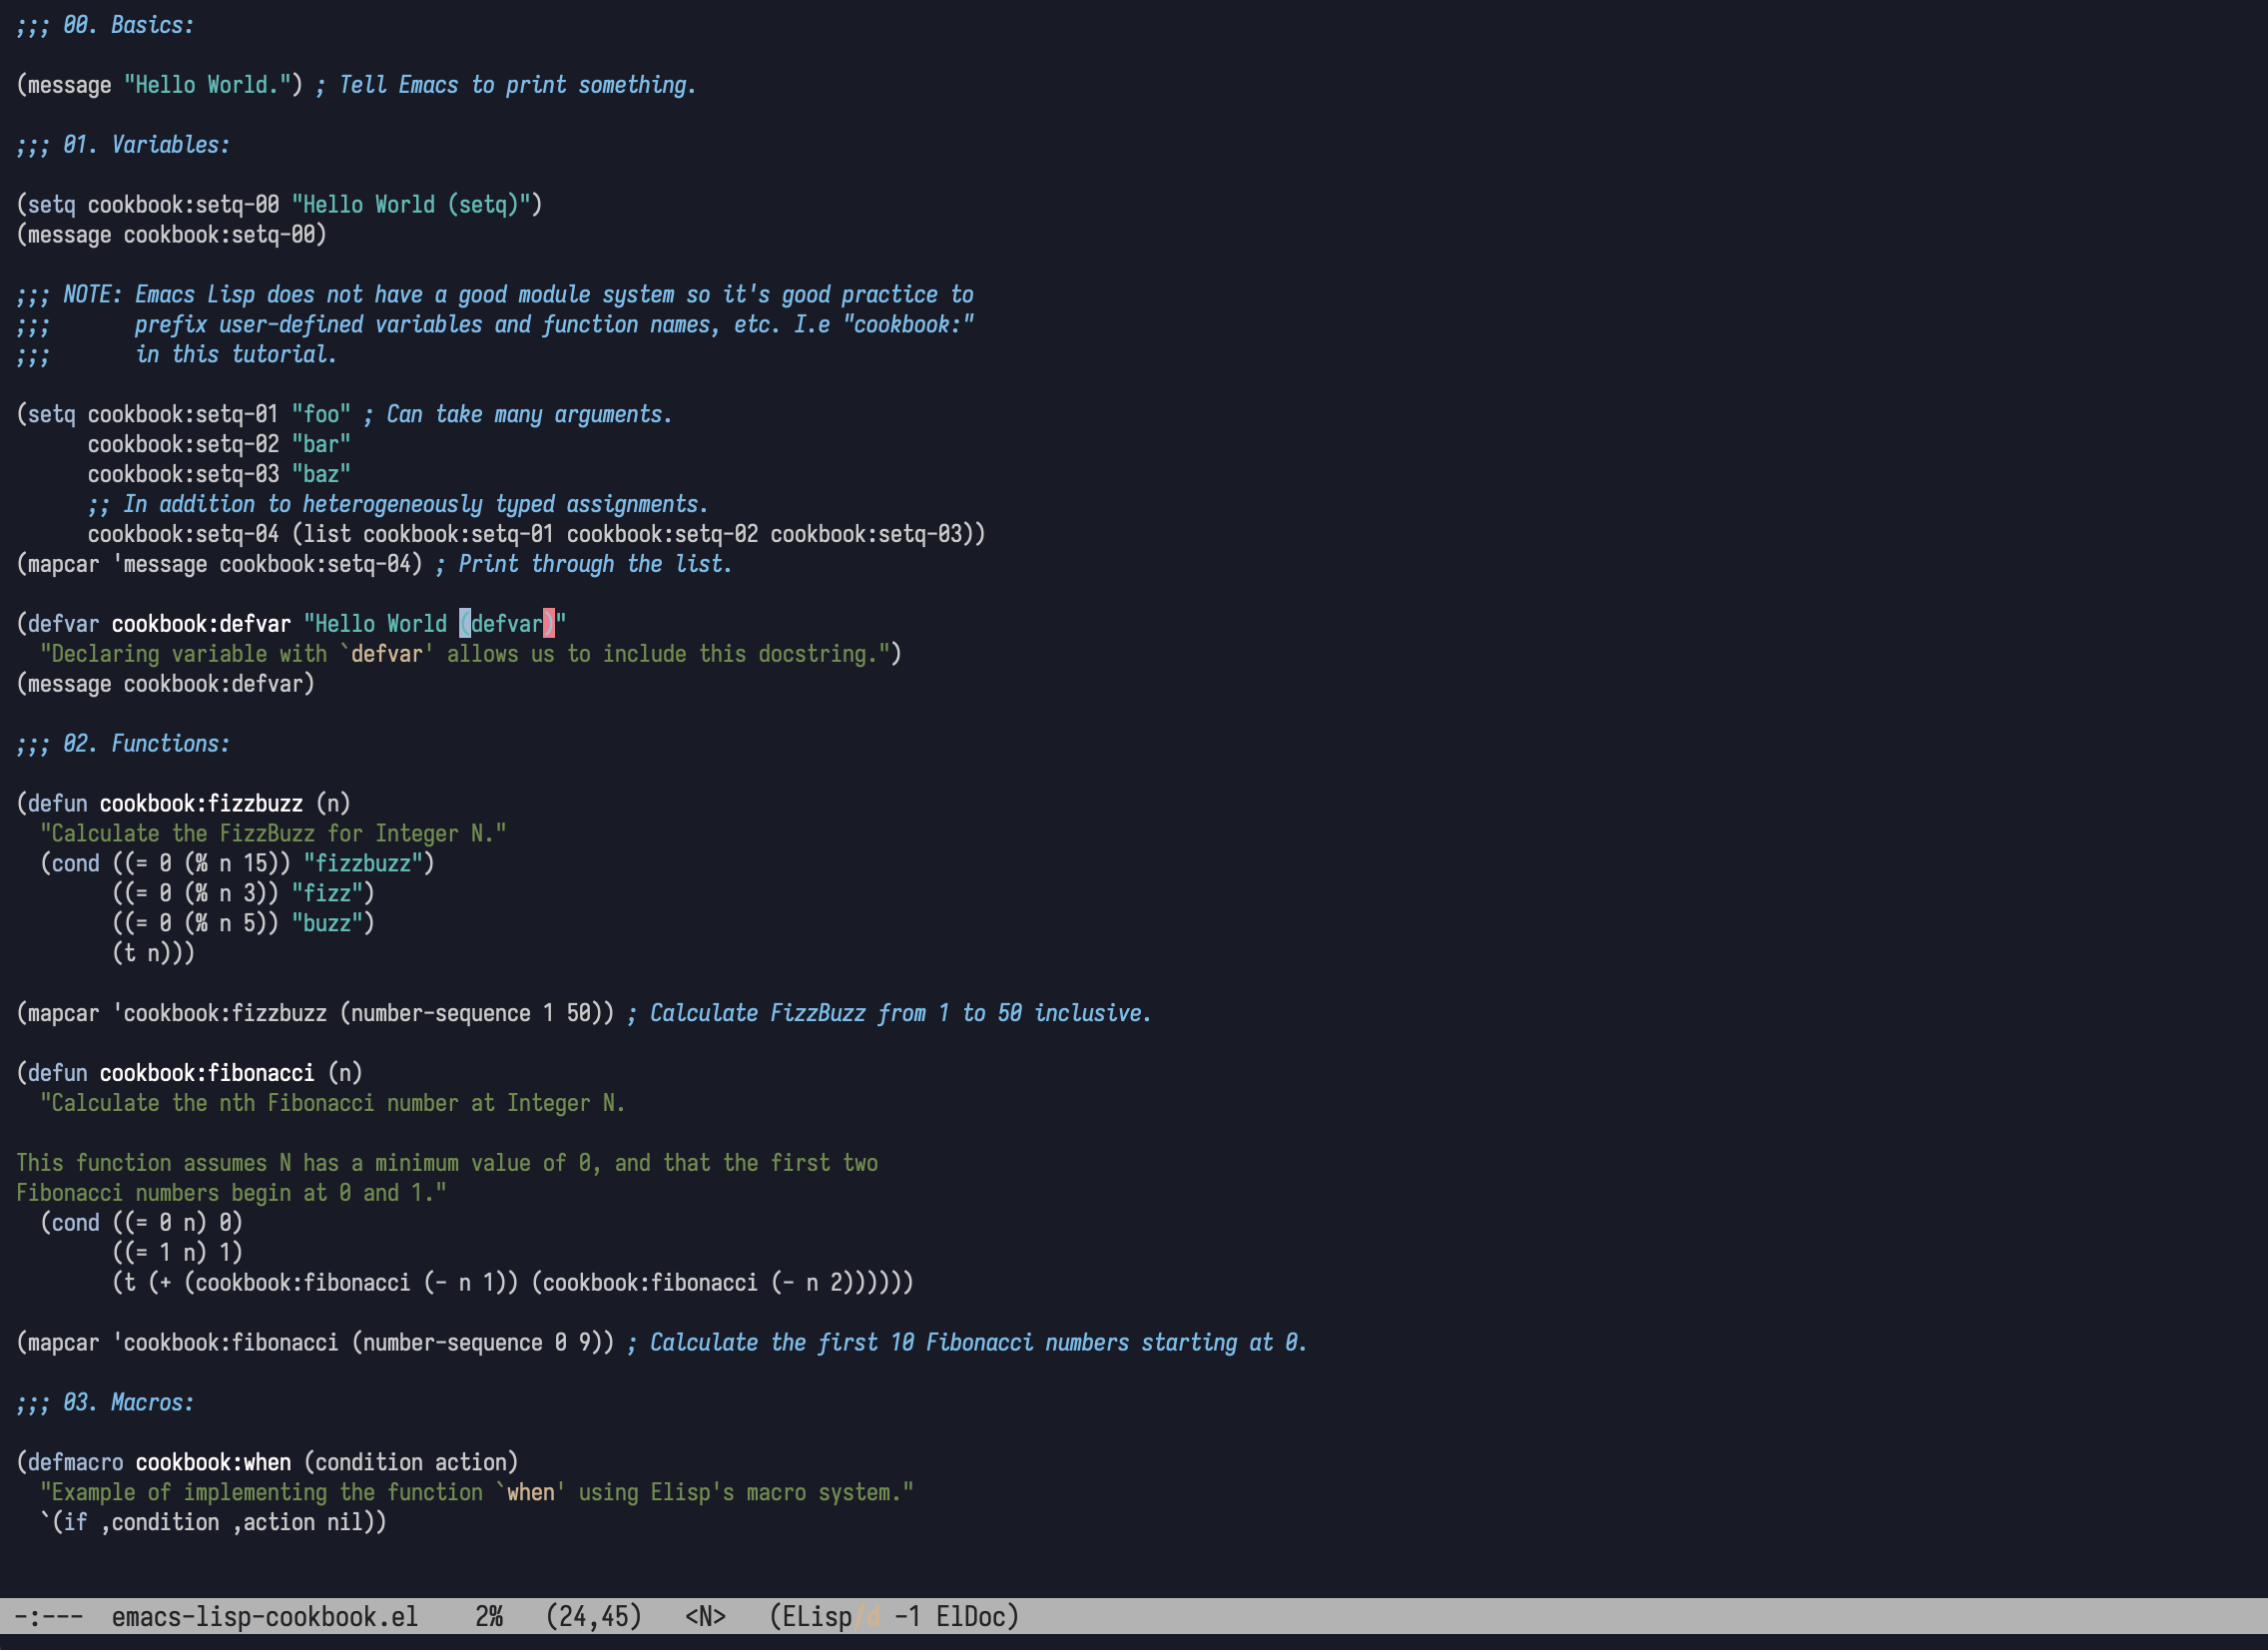 ;;; 00. Basics:

(message "Hello World.") ; Tell Emacs to print something.

;;; 01. Variables:

(setq cookbook:setq-00 "Hello World (setq)")
(message cookbook:setq-00)

;;; NOTE: Emacs Lisp does not have a good module system so it's good practice to
;;;       prefix user-defined variables and function names, etc. I.e "cookbook:"
;;;       in this tutorial.

(setq cookbook:setq-01 "foo" ; Can take many arguments.
      cookbook:setq-02 "bar"
      cookbook:setq-03 "baz"
      ;; In addition to heterogeneously typed assignments.
      cookbook:setq-04 (list cookbook:setq-01 cookbook:setq-02 cookbook:setq-03))
(mapcar 'message cookbook:setq-04) ; Print through the list.

(defvar cookbook:defvar "Hello World (defvar)"
  "Declaring variable with `defvar' allows us to include this docstring.")
(message cookbook:defvar)

;;; 02. Functions:

(defun cookbook:fizzbuzz (n)
  "Calculate the FizzBuzz for Integer N."
  (cond ((= 0 (% n 15)) "fizzbuzz")
        ((= 0 (% n 3)) "fizz")
        ((= 0 (% n 5)) "buzz")
        (t n)))

(mapcar 'cookbook:fizzbuzz (number-sequence 1 50)) ; Calculate FizzBuzz from 1 to 50 inclusive.

(defun cookbook:fibonacci (n)
  "Calculate the nth Fibonacci number at Integer N.

This function assumes N has a minimum value of 0, and that the first two
Fibonacci numbers begin at 0 and 1."
  (cond ((= 0 n) 0)
        ((= 1 n) 1)
        (t (+ (cookbook:fibonacci (- n 1)) (cookbook:fibonacci (- n 2))))))

(mapcar 'cookbook:fibonacci (number-sequence 0 9)) ; Calculate the first 10 Fibonacci numbers starting at 0.

;;; 03. Macros:

(defmacro cookbook:when (condition action)
  "Example of implementing the function `when' using Elisp's macro system."
  `(if ,condition ,action nil))

-:---  emacs-lisp-cookbook.el    2%   (24,45)   <N>   (ELisp/d -1 ElDoc)